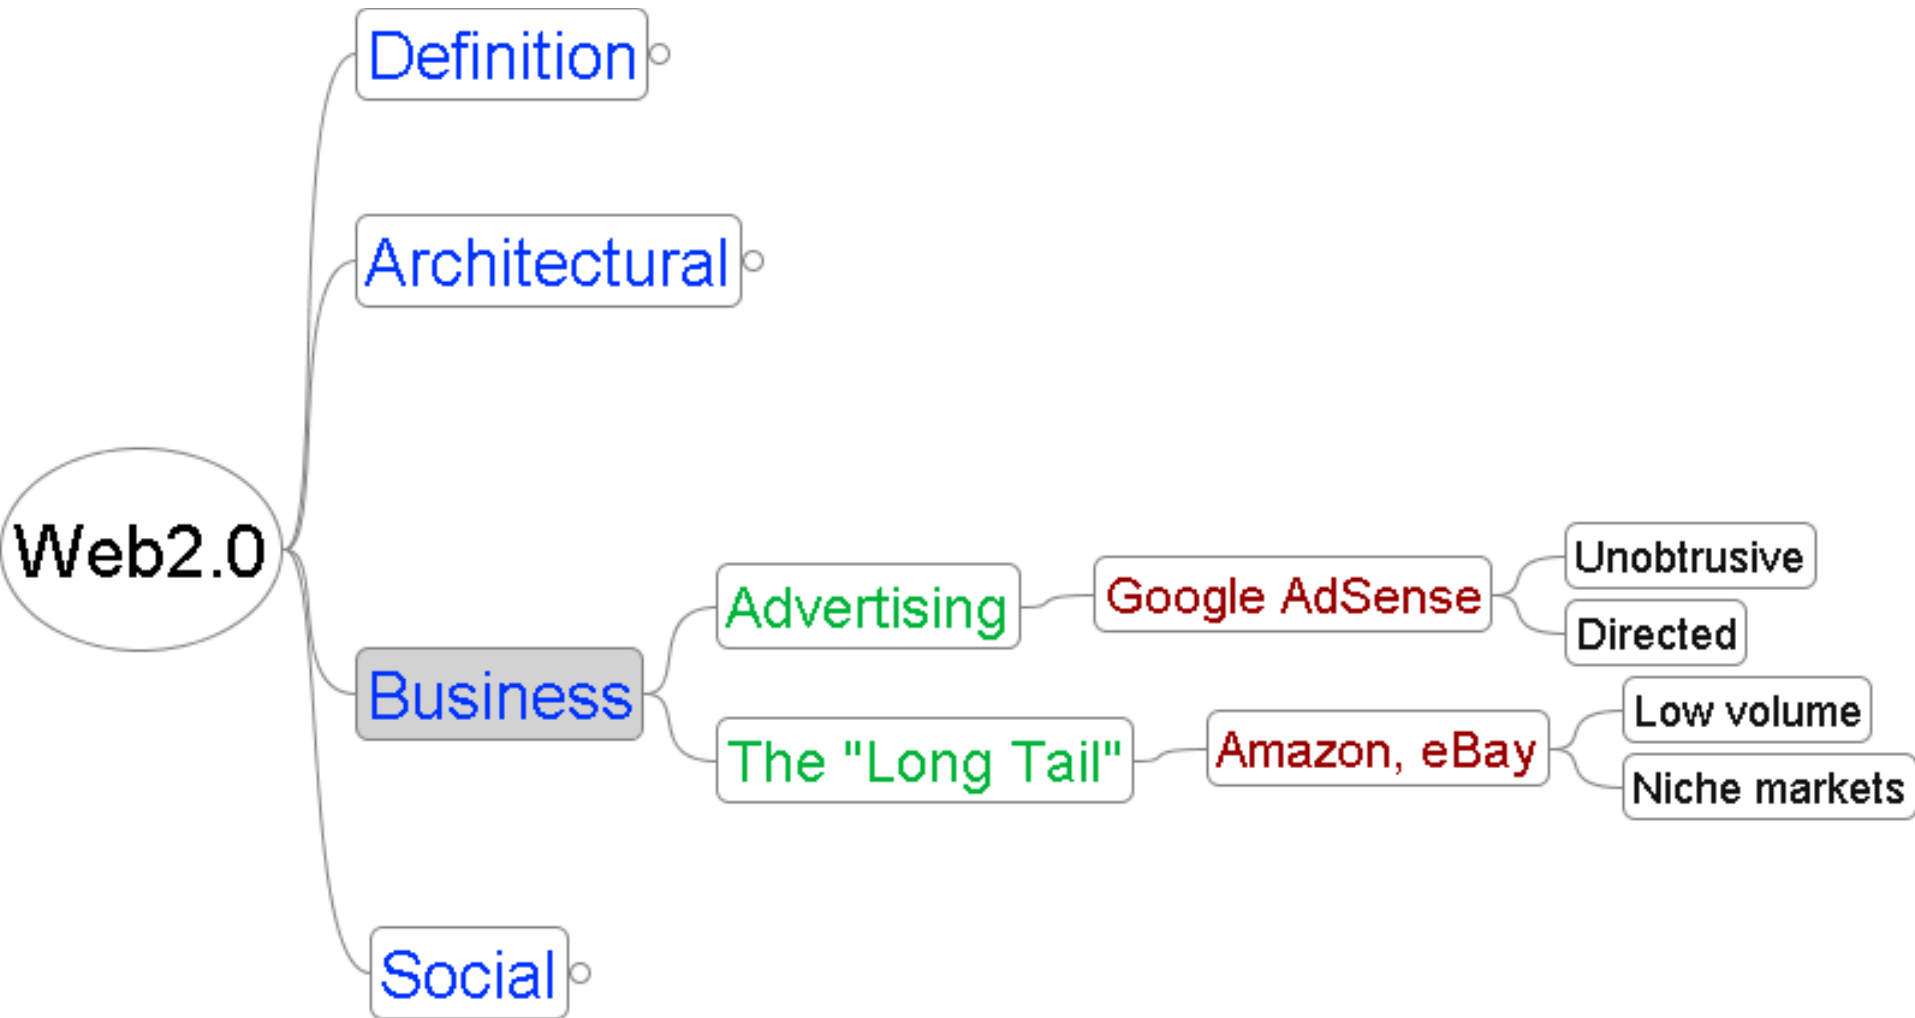 Definition
Architectural
Web2.0
Business
Advertising
Google AdSense
Unobtrusive
Directed
The "Long Tail"
Amazon, eBay
Low volume
Niche markets
Social